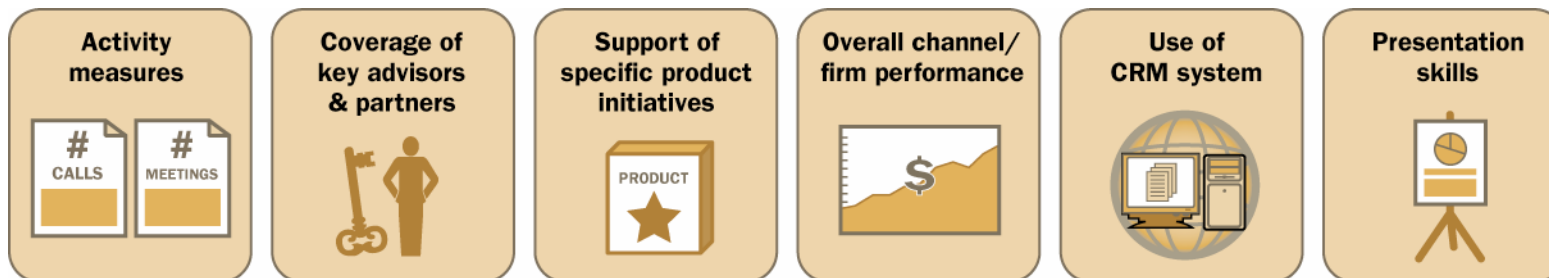 Activity
measures
#
CALLS
#
MEETINGS
Coverage of
key advisors
& partners
Support of
specific product
initiatives
PRODUCT
Overall channel/
firm performance
$
Use of
CRM system
Presentation
skills